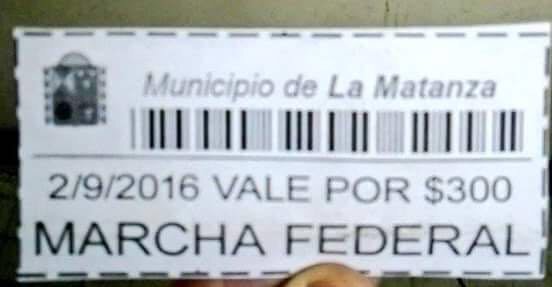 Municipio de La Matanza
2/9/2016 VALE POR $300
MARCHA FEDERAL